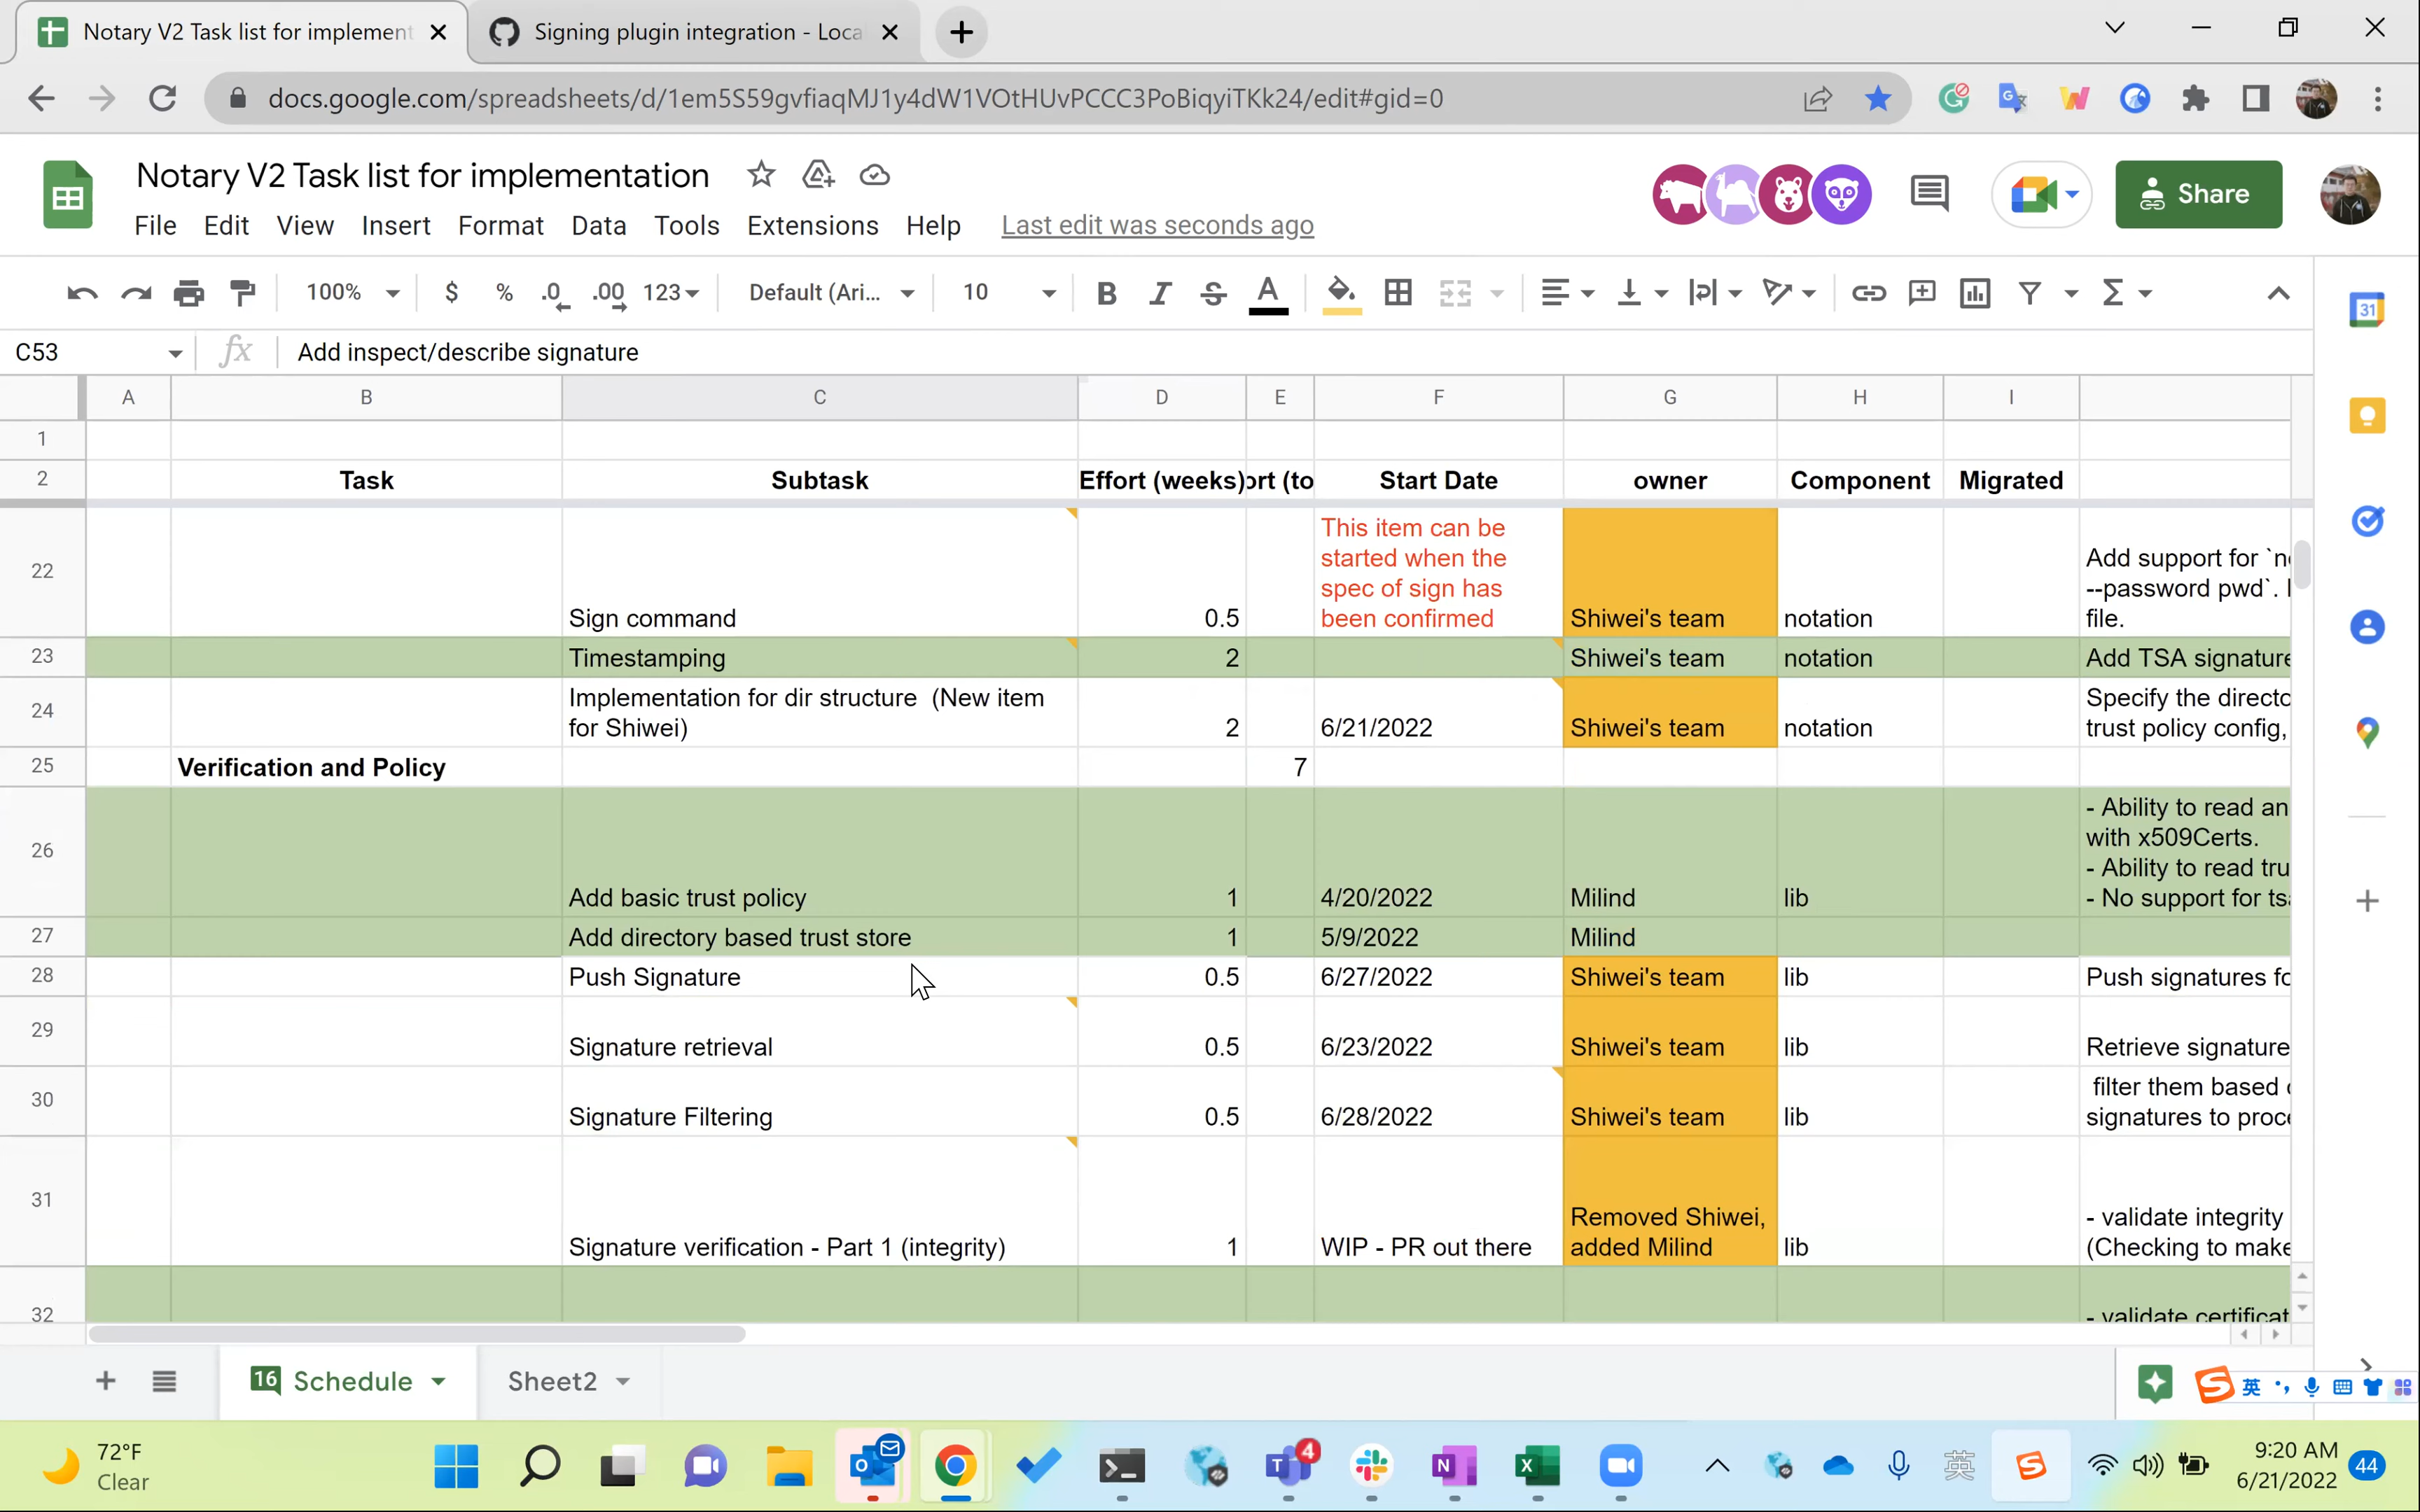 Notary V2 Task list for implement
Signing plugin integration - Loca
docs.google.com/spreadsheets/d/1em5S59gvfiaqMJ1y4dW1VOtHUvPCCC3PoBiqyiTKk24/edit#gid=0
Notary V2 Task list for implementation
File Edit View Insert Format Data Tools Extensions Help Last edit was seconds ago
Share
100% $ % .0 .00 123 Default (Ari... 10 B I S A
31
C53 fx Add inspect/describe signature
A B C D E F G H I
1
2 Task Subtask Effort (weeks) ort (to Start Date owner Component Migrated
This item can be
started when the
spec of sign has
been confirmed
22 Sign command 0.5 Shiwei's team notation
Add support for `n
--password pwd`.
file.
23 Timestamping 2 Shiwei's team notation Add TSA signature
24 Implementation for dir structure (New item
for Shiwei) 2 6/21/2022 Shiwei's team notation
Specify the directo
trust policy config,
25 Verification and Policy 7
- Ability to read an
with x509Certs.
- Ability to read tru
- No support for ts
26 Add basic trust policy 1 4/20/2022 Milind lib
27 Add directory based trust store 1 5/9/2022 Milind
28 Push Signature 0.5 6/27/2022 Shiwei's team lib Push signatures fo
29 Signature retrieval 0.5 6/23/2022 Shiwei's team lib Retrieve signature
30 Signature Filtering 0.5 6/28/2022 Shiwei's team lib
filter them based
signatures to proce
31 Signature verification - Part 1 (integrity) 1 WIP - PR out there
Removed Shiwei,
added Milind
lib
- validate integrity
(Checking to make
32 - validate certificat
16 Schedule Sheet2
英
72°F
Clear
4
英
9:20 AM
6/21/2022
44